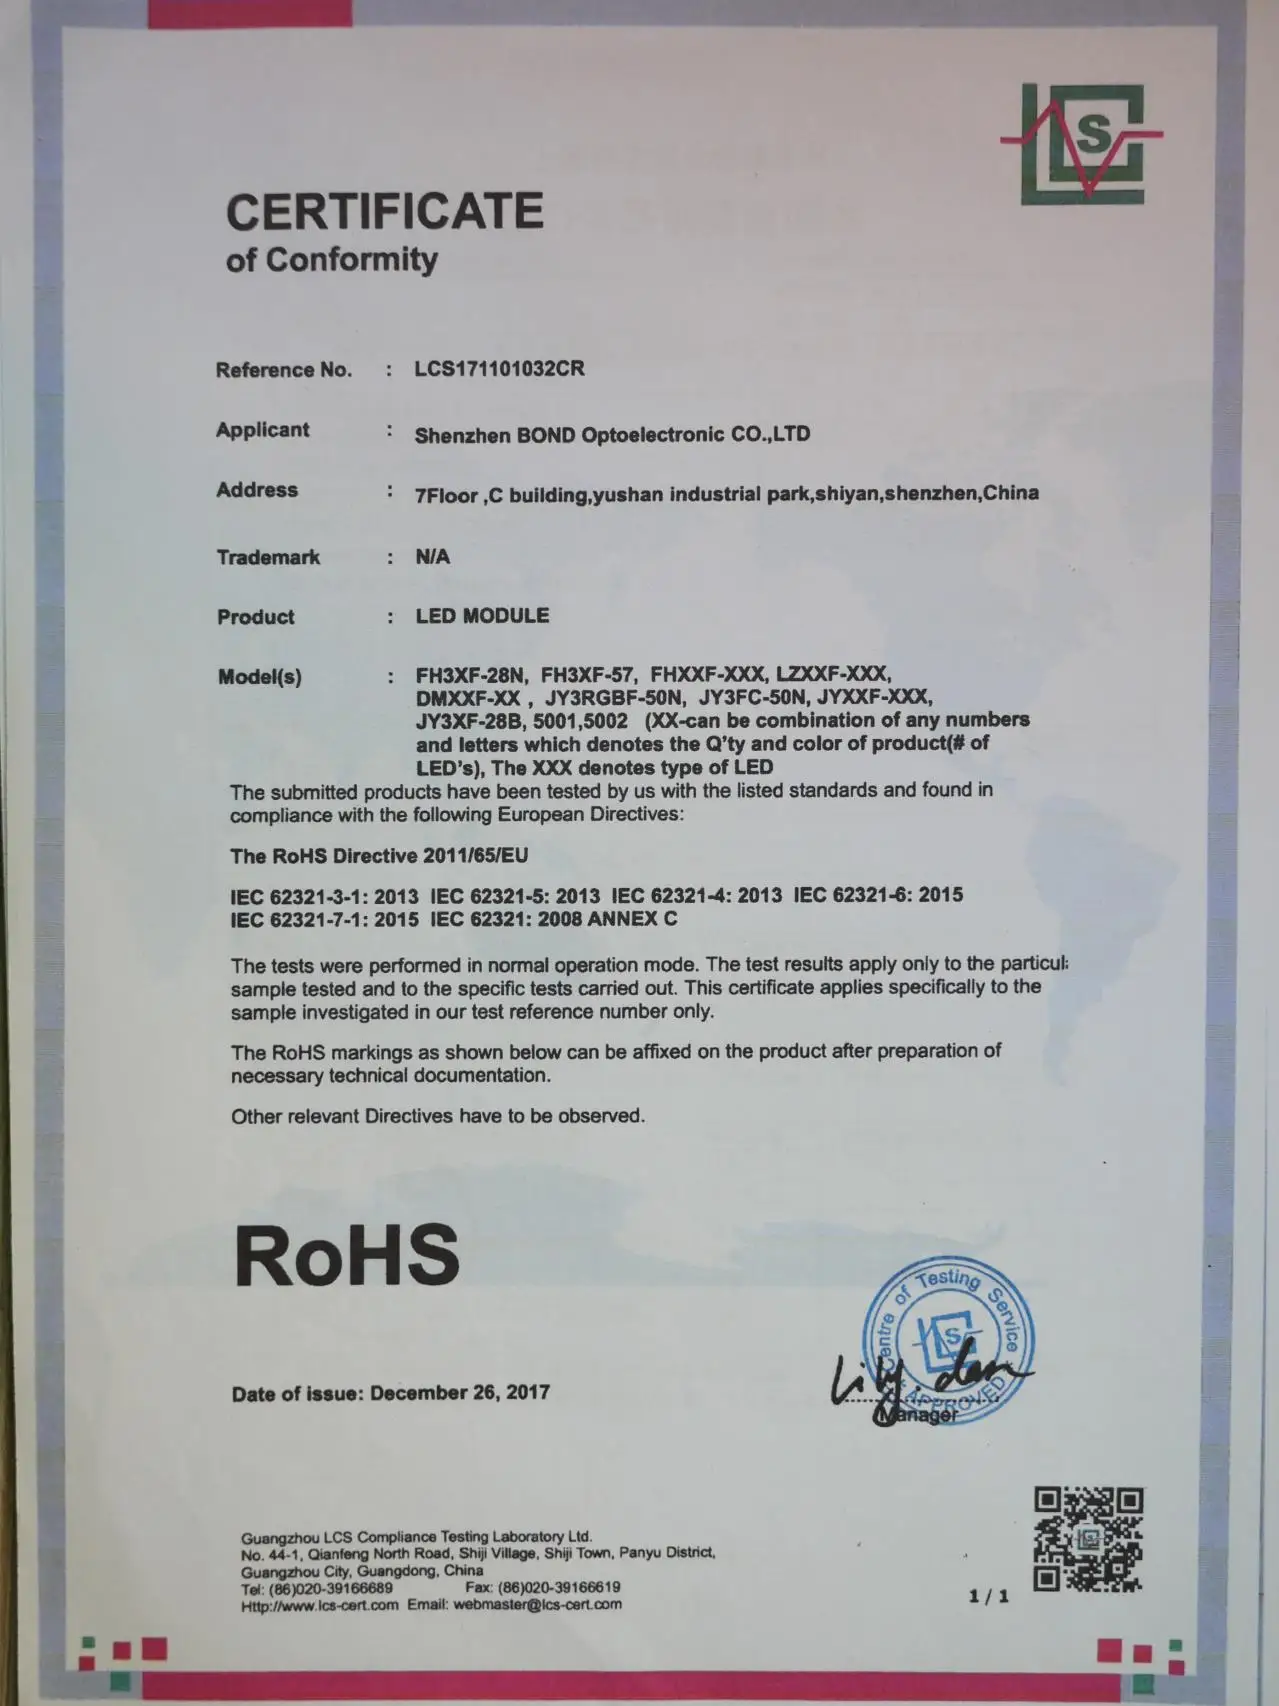 LCS
CERTIFICATE
of Conformity
Reference No. : LCS171101032CR
Applicant : Shenzhen BOND Optoelectronic CO.,LTD
Address : 7Floor ,C building,yushan industrial park,shiyan,shenzhen,China
Trademark : N/A
Product : LED MODULE
Model(s) : FH3XF-28N, FH3XF-57, FHXXF-XXX, LZXXF-XXX,
DMXXF-XX , JY3RGBF-50N, JY3FC-50N, JYXXF-XXX,
JY3XF-28B, 5001,5002 (XX-can be combination of any numbers
and letters which denotes the Q'ty and color of product(# of
LED's), The XXX denotes type of LED
The submitted products have been tested by us with the listed standards and found in
compliance with the following European Directives:
The RoHS Directive 2011/65/EU
IEC 62321-3-1: 2013 IEC 62321-5: 2013 IEC 62321-4: 2013 IEC 62321-6: 2015
IEC 62321-7-1: 2015 IEC 62321: 2008 ANNEX C
The tests were performed in normal operation mode. The test results apply only to the
sample tested and to the specific tests carried out. This certificate applies specifically to the
sample investigated in our test reference number only.
The RoHS markings as shown below can be affixed on the product after preparation of
necessary technical documentation.
Other relevant Directives have to be observed.
RoHS
Centre of Testing Service
LCS
APPROVED
Manager
Date of issue: December 26, 2017
Guangzhou LCS Compliance Testing Laboratory Ltd.
No. 44-1, Qianfeng North Road, Shiji Village, Shiji Town, Panyu District,
Guangzhou City, Guangdong, China
Tel: (86)020-39166689 Fax: (86)020-39166619
Http://www.lcs-cert.com Email: webmaster@lcs-cert.com
1 / 1